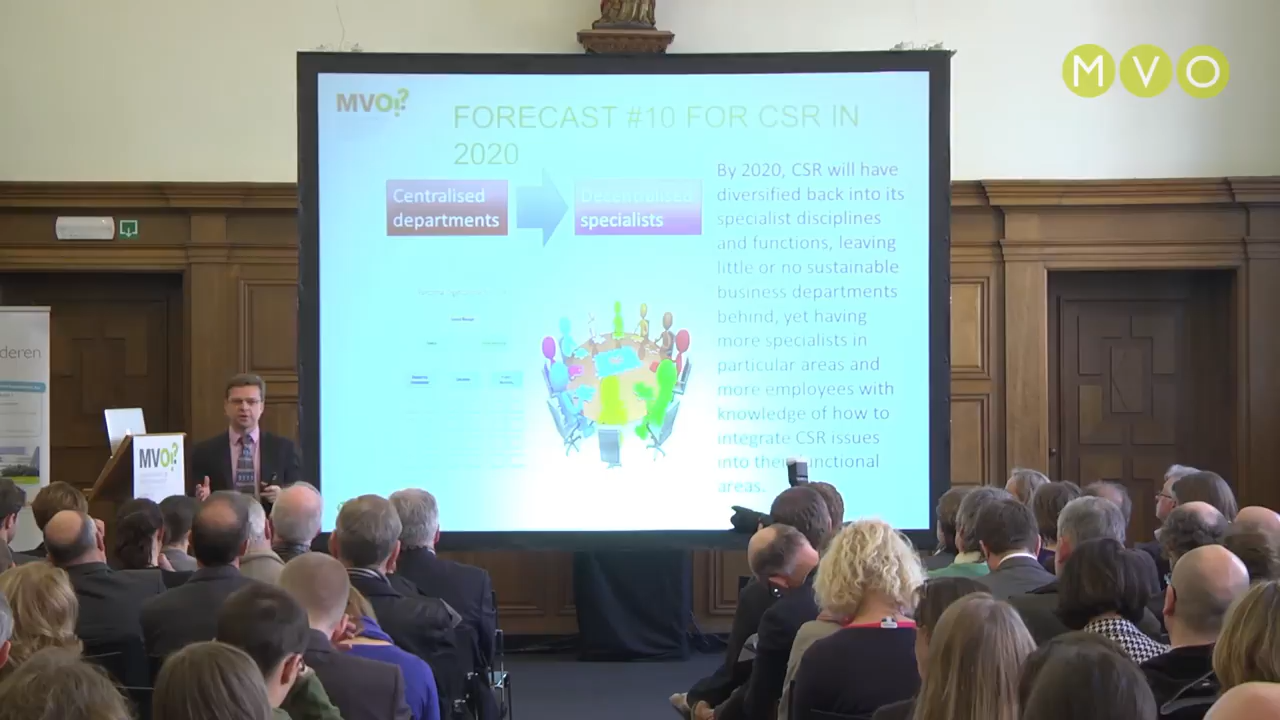 MVO
MVO?
FORECAST #10 FOR CSR IN
2020
Centralised
departments
Decentralised
specialists
By 2020, CSR will have
diversified back into its
specialist disciplines
and functions, leaving
little or no sustainable
business departments
behind, yet having
more specialists in
particular areas and
more employees with
knowledge of how to
integrate CSR issues
into their functional
areas.
deren
MVO?